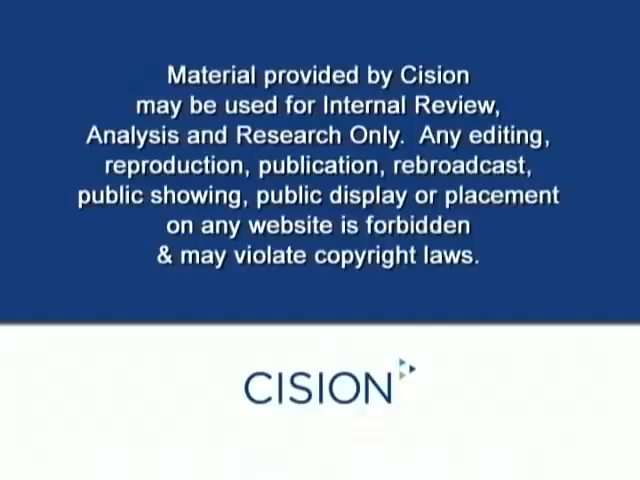 Material provided by Cision
may be used for Internal Review,
Analysis and Research Only.  Any editing,
reproduction, publication, rebroadcast,
public showing, public display or placement
on any website is forbidden
& may violate copyright laws.
CISION